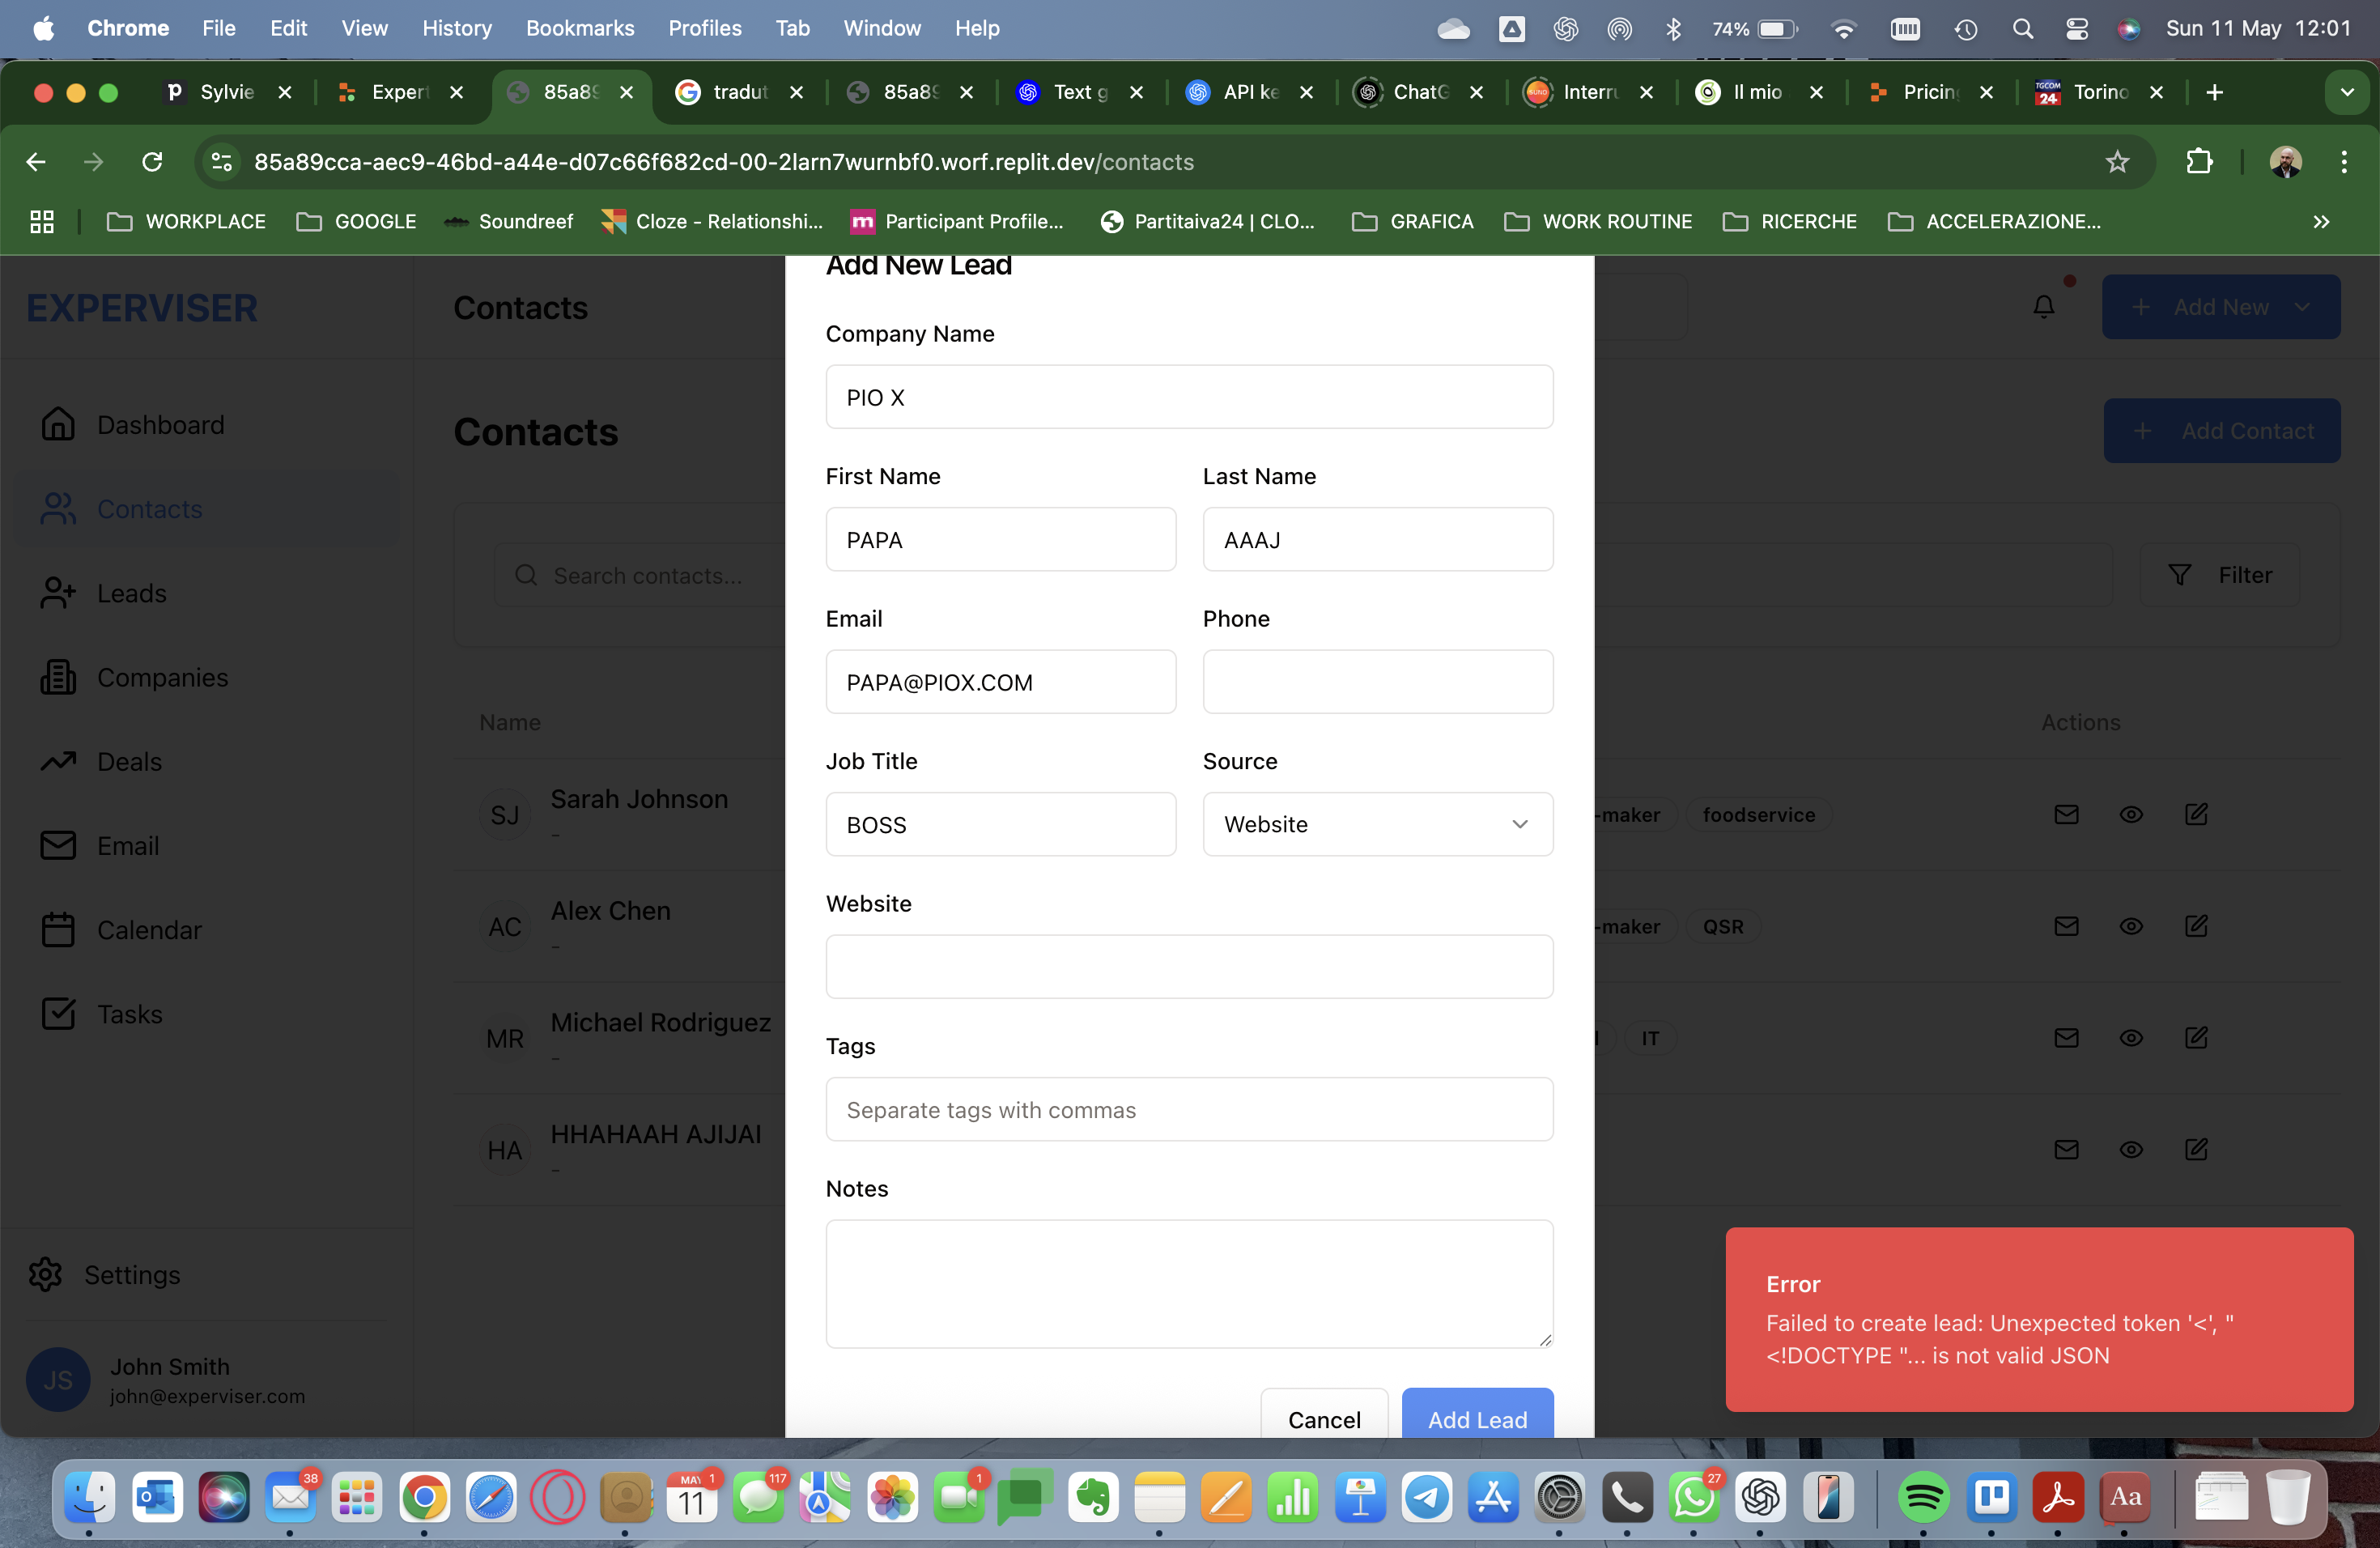 Chrome File Edit View History Bookmarks Profiles Tab Window Help 74% Sun 11 May 12:01
Sylvie Expert 85a89 tradut 85a89 Text g API ke ChatG Interru Il mio Pricin TGCOM 24 Torino
85a89cca-aec9-46bd-a44e-d07c66f682cd-00-2larn7wurnbf0.worf.replit.dev/contacts
WORKPLACE GOOGLE Soundreef Cloze - Relationshi... Participant Profile... Partitaiva24 | CLO... GRAFICA WORK ROUTINE RICERCHE ACCELERAZIONE... »
EXPERVISER
Dashboard
Contacts
Leads
Companies
Deals
Email
Calendar
Tasks
Settings
JS
John Smith
john@experviser.com
Contacts
+ Add New
Contacts
+ Add Contact
Search contacts...
Filter
Name
Actions
SJ
Sarah Johnson
-
-maker
foodservice
AC
Alex Chen
-
-maker
QSR
MR
Michael Rodriguez
-
IT
HA
HHAHAAH AJIJAI
-
Add New Lead
Company Name
PIO X
First Name
Last Name
PAPA
AAAJ
Email
Phone
PAPA@PIOX.COM
Job Title
Source
BOSS
Website
Website
Tags
Separate tags with commas
Notes
Cancel
Add Lead
Error
Failed to create lead: Unexpected token '<', "
<!DOCTYPE "... is not valid JSON
38
MAY
11
1
117
1
27
Aa